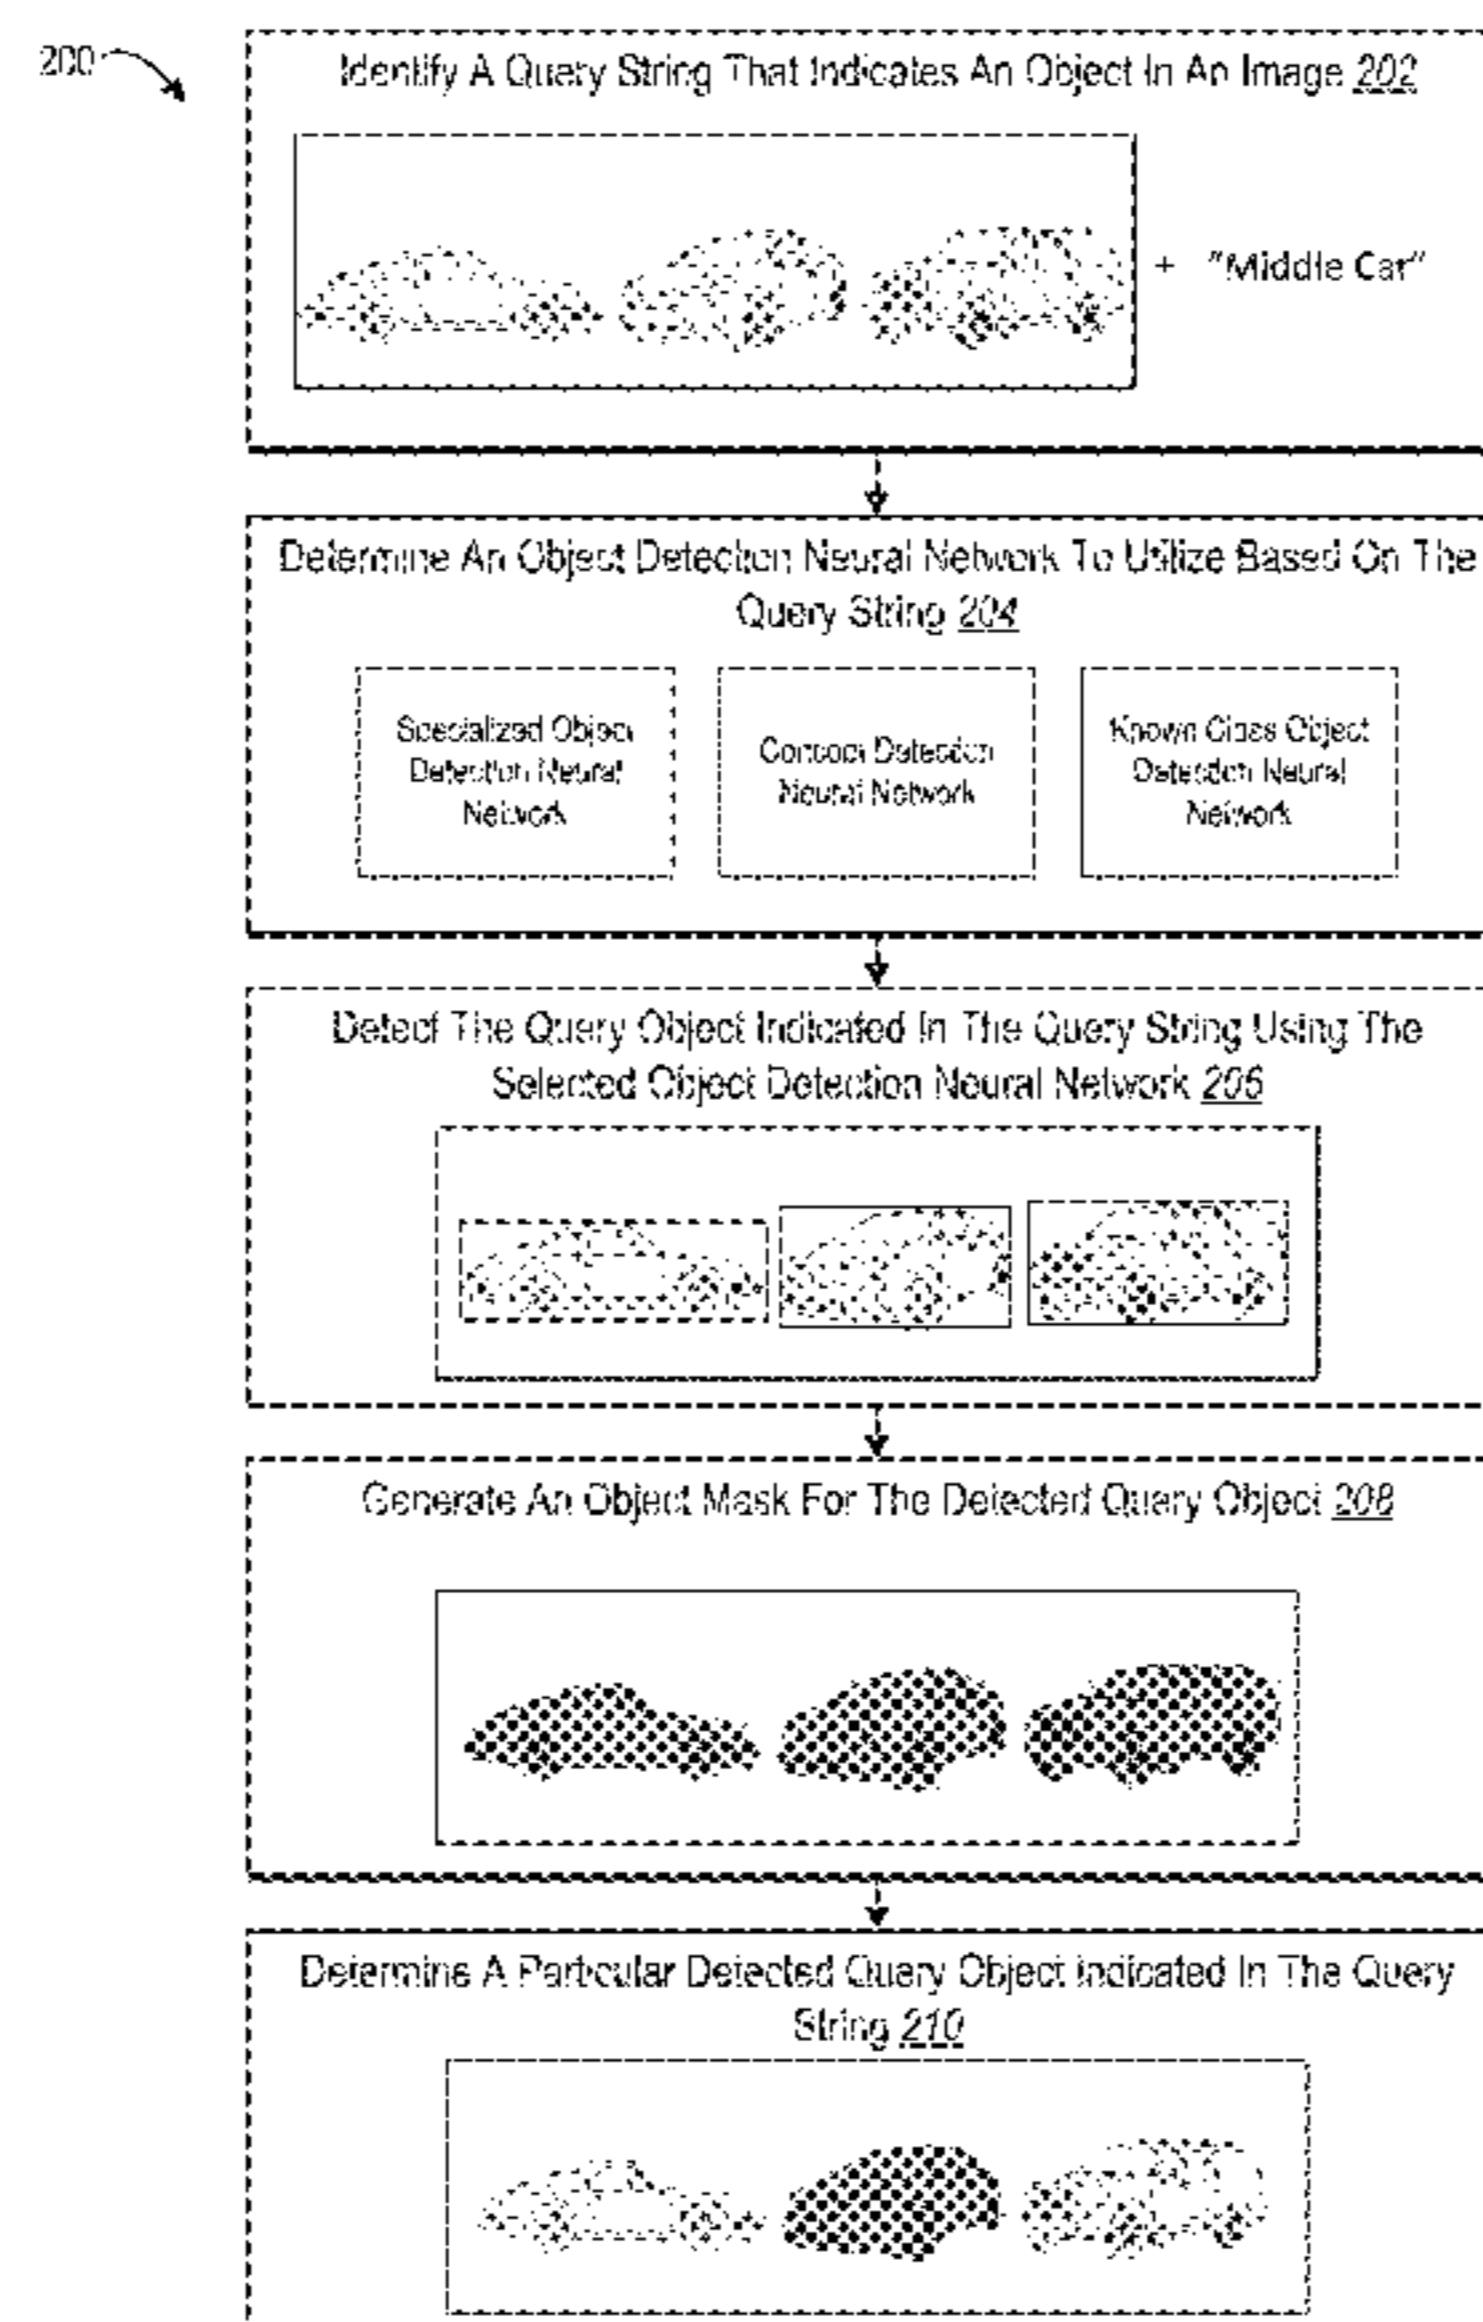 200
Identify A Query String That Indicates An Object In An Image 202
+ "Middle Car"
Determine An Object Detection Neural Network To Utilize Based On The
Query String 204
Specialized Object
Detection Neural
Network
Concept Detection
Neural Network
Known Class Object
Detection Neural
Network
Detect The Query Object Indicated In The Query String Using The
Selected Object Detection Neural Network 206
Generate An Object Mask For The Detected Query Object 208
Determine A Particular Detected Query Object Indicated In The Query
String 210